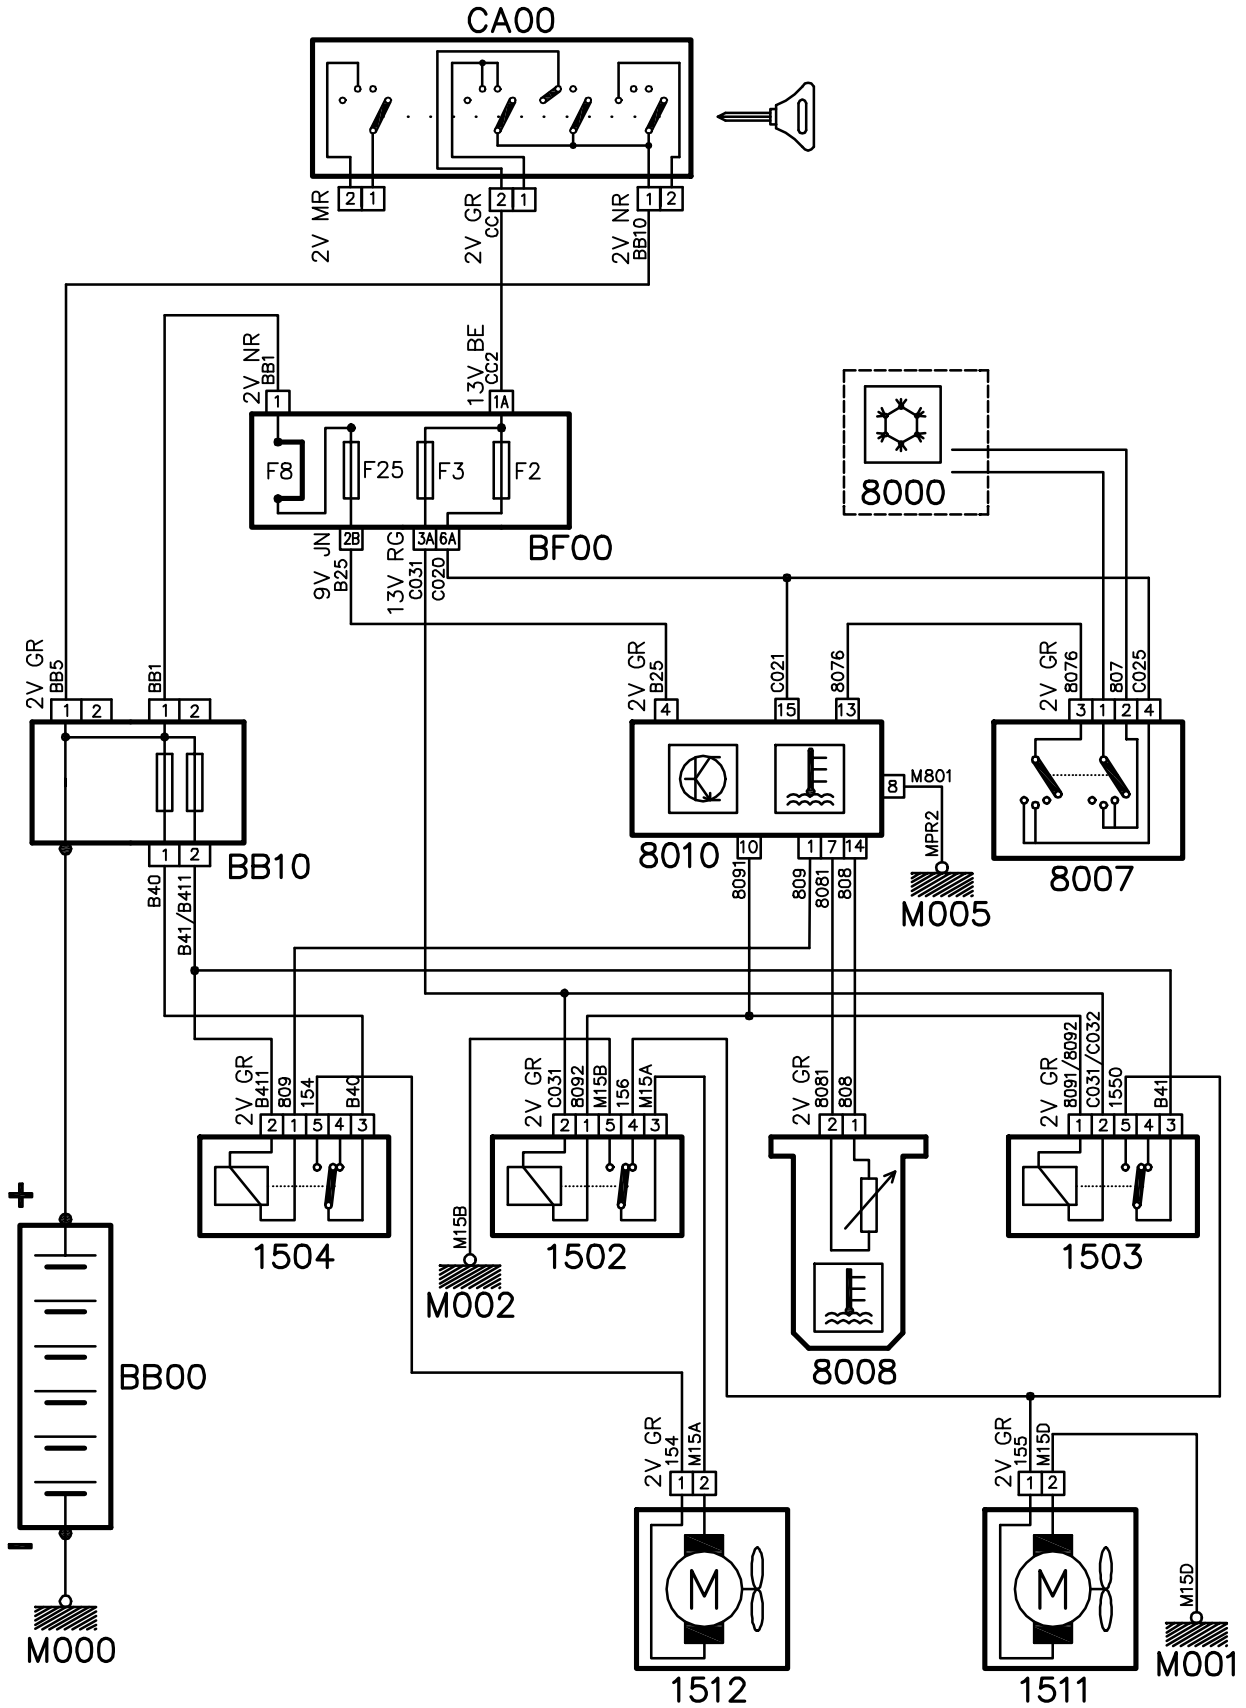 CA00
2 1 2 1 1 2
2V MR
2V GR
CC
2V NR
BB10
2V NR
BB1
13V BE
CC2
1 1A
F8 F25 F3 F2
8000
2B 3A 6A
BF00
9V JN
B25
13V RG
C031
C020
2V GR
BB5
BB1
2V GR
B25
C021
8076
2V GR
8076
807
C025
1 2 1 2
4 15 13
3 1 2 4
8 M801
MPR2
1 2
BB10
8010
10 1 7 14
8007
M005
B40
B41/B411
8091
809
8081
808
2V GR
B411
809
154
B40
2V GR
C031
8092
M15B
156
M15A
2V GR
8081
808
2V GR
8091/8092
C031/C032
1550
B41
2 1 5 4 3
2 1 5 4 3
2 1
1 2 5 4 3
+
1504
1502
1503
M15B
M002
BB00
8008
2V GR
154
M15A
2V GR
155
M15D
1 2
1 2
–
M
M
M15D
M000
M001
1512
1511